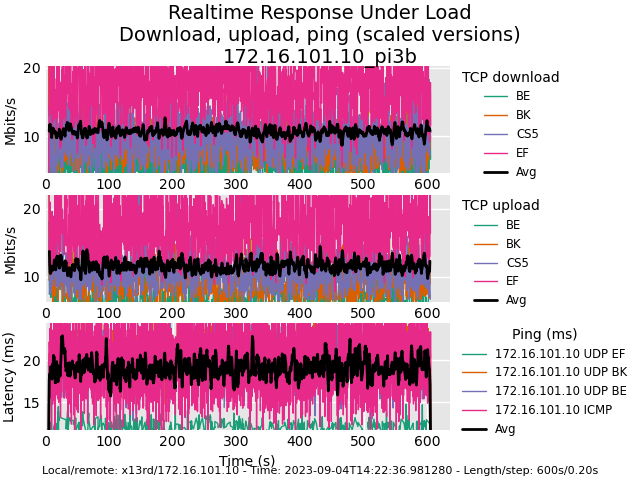 Realtime Response Under Load
Download, upload, ping (scaled versions)
172.16.101.10_pi3b
TCP download
BE
BK
CS5
EF
Avg
Mbits/s
20
10
0 100 200 300 400 500 600
TCP upload
BE
BK
CS5
EF
Avg
Mbits/s
20
10
0 100 200 300 400 500 600
Ping (ms)
172.16.101.10 UDP EF
172.16.101.10 UDP BK
172.16.101.10 UDP BE
172.16.101.10 ICMP
Avg
Latency (ms)
20
15
0 100 200 300 400 500 600
Time (s)
Local/remote: x13rd/172.16.101.10 - Time: 2023-09-04T14:22:36.981280 - Length/step: 600s/0.20s